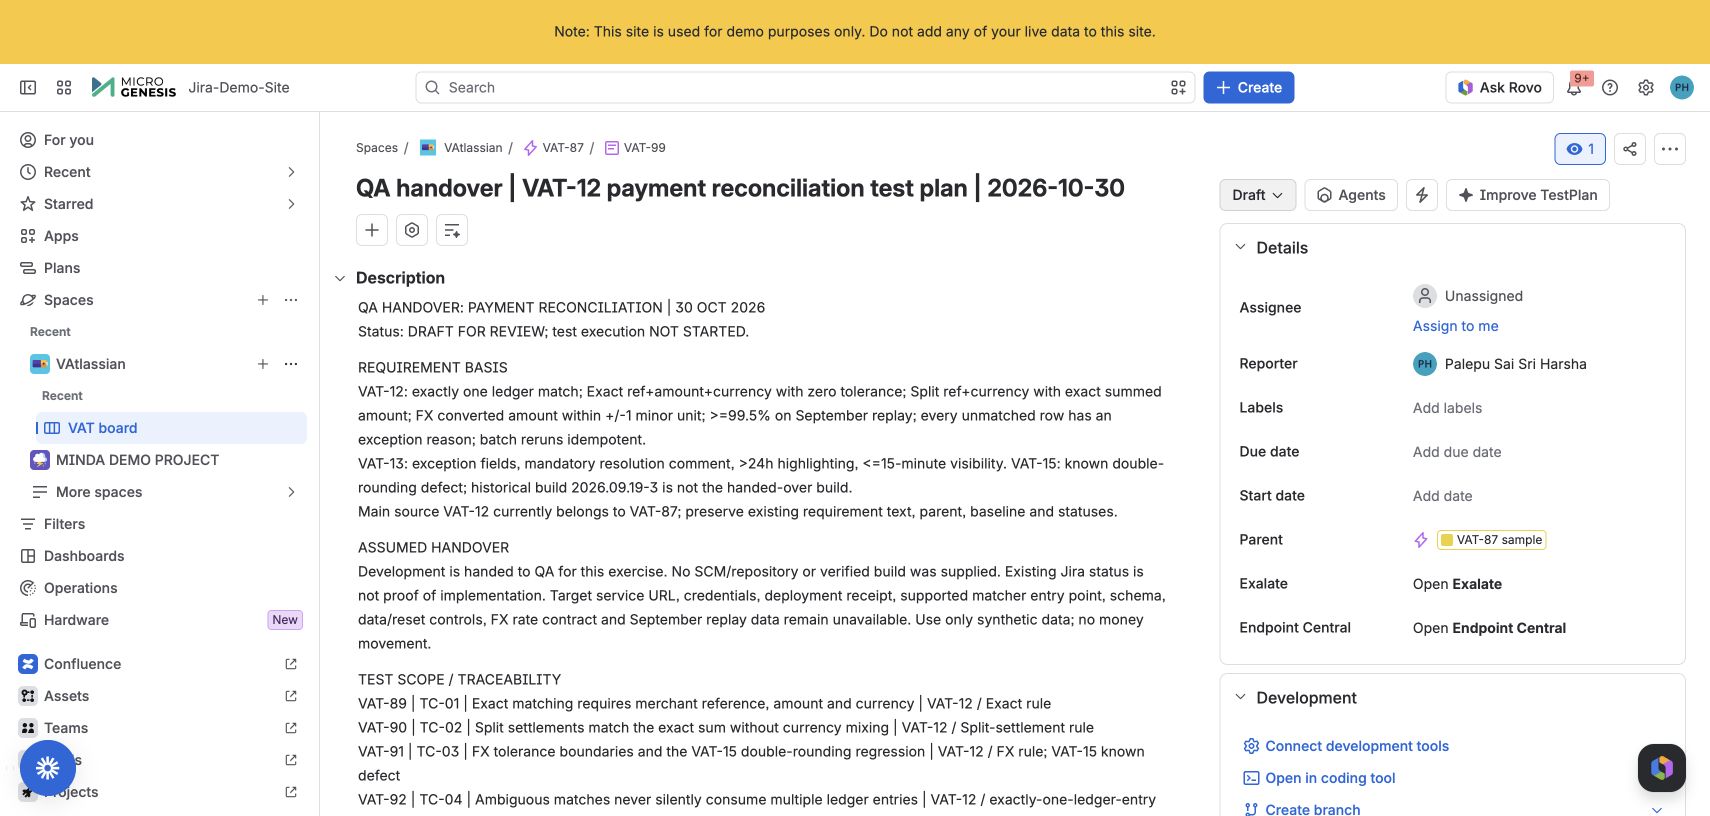 Note: This site is used for demo purposes only. Do not add any of your live data to this site.
MICRO GENESIS
Jira-Demo-Site
Search
Create
Ask Rovo
9+
PH
For you
Recent
Starred
Apps
Plans
Spaces
Recent
VAtlassian
Recent
VAT board
MINDA DEMO PROJECT
More spaces
Filters
Dashboards
Operations
Hardware
New
Confluence
Assets
Teams
Spaces / VAtlassian / VAT-87 / VAT-99
QA handover | VAT-12 payment reconciliation test plan | 2026-10-30
Description
QA HANDOVER: PAYMENT RECONCILIATION | 30 OCT 2026
Status: DRAFT FOR REVIEW; test execution NOT STARTED.
REQUIREMENT BASIS
VAT-12: exactly one ledger match; Exact ref+amount+currency with zero tolerance; Split ref+currency with exact summed
amount; FX converted amount within +/-1 minor unit; >=99.5% on September replay; every unmatched row has an
exception reason; batch reruns idempotent.
VAT-13: exception fields, mandatory resolution comment, >24h highlighting, <=15-minute visibility. VAT-15: known double-
rounding defect; historical build 2026.09.19-3 is not the handed-over build.
Main source VAT-12 currently belongs to VAT-87; preserve existing requirement text, parent, baseline and statuses.
ASSUMED HANDOVER
Development is handed to QA for this exercise. No SCM/repository or verified build was supplied. Existing Jira status is
not proof of implementation. Target service URL, credentials, deployment receipt, supported matcher entry point, schema,
data/reset controls, FX rate contract and September replay data remain unavailable. Use only synthetic data; no money
movement.
TEST SCOPE / TRACEABILITY
VAT-89 | TC-01 | Exact matching requires merchant reference, amount and currency | VAT-12 / Exact rule
VAT-90 | TC-02 | Split settlements match the exact sum without currency mixing | VAT-12 / Split-settlement rule
VAT-91 | TC-03 | FX tolerance boundaries and the VAT-15 double-rounding regression | VAT-12 / FX rule; VAT-15 known
defect
VAT-92 | TC-04 | Ambiguous matches never silently consume multiple ledger entries | VAT-12 / exactly-one-ledger-entry
1
Draft
Agents
Improve TestPlan
Details
Assignee
Unassigned
Assign to me
Reporter
PH
Palepu Sai Sri Harsha
Labels
Add labels
Due date
Add due date
Start date
Add date
Parent
VAT-87 sample
Exalate
Open Exalate
Endpoint Central
Open Endpoint Central
Development
Connect development tools
Open in coding tool
Create branch